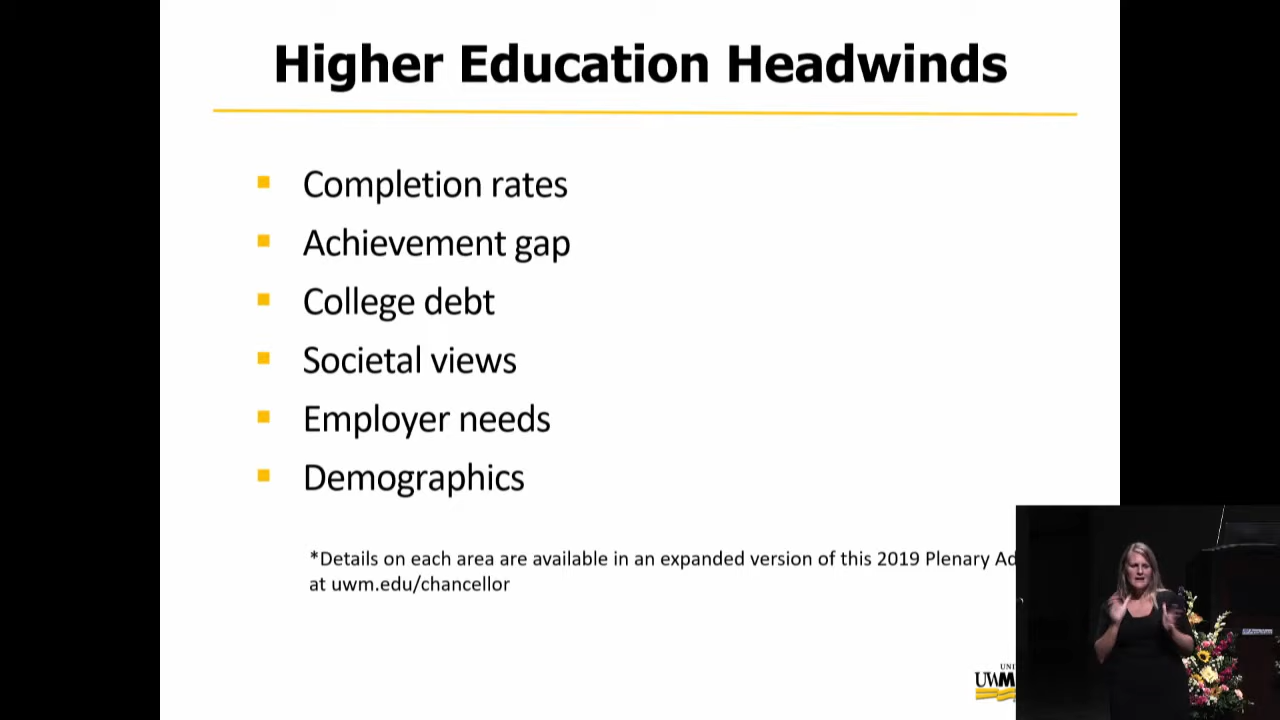 Higher Education Headwinds
Completion rates
Achievement gap
College debt
Societal views
Employer needs
Demographics
*Details on each area are available in an expanded version of this 2019 Plenary
at uwm.edu/chancellor
UWM